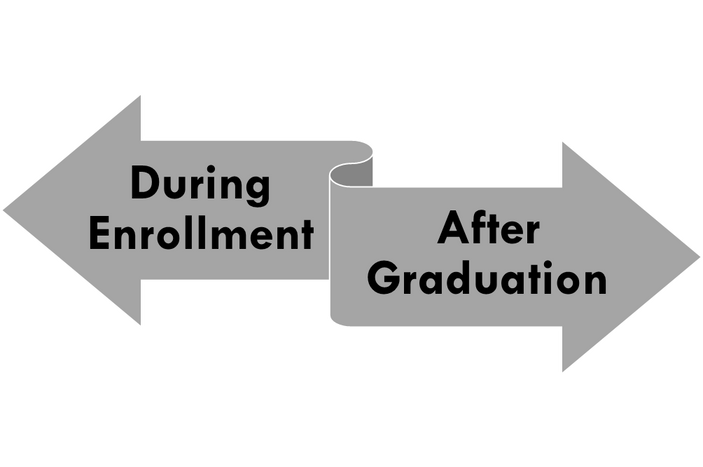 During
Enrollment
After
Graduation